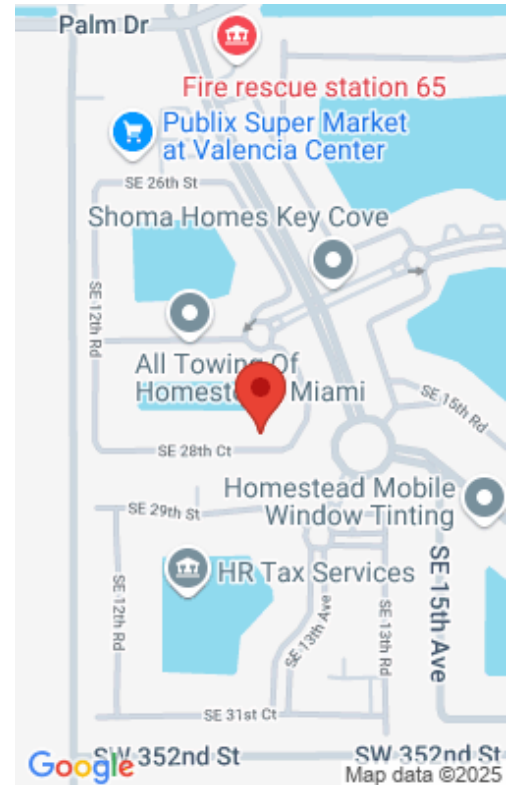 Palm Dr
Fire rescue station 65
Publix Super Market
at Valencia Center
SE 26th St
Shoma Homes Key Cove
SE 12th Rd
All Towing Of
Homestead Miami
SE 15th Rd
SE 28th Ct
Homestead Mobile
Window Tinting
SE 29th St
HR Tax Services
SE 15th Ave
SE 12th Rd
SE 13th Ave
SE 13th Rd
SE 31st Ct
SW 352nd St
SW 352nd St
Google
Map data ©2025